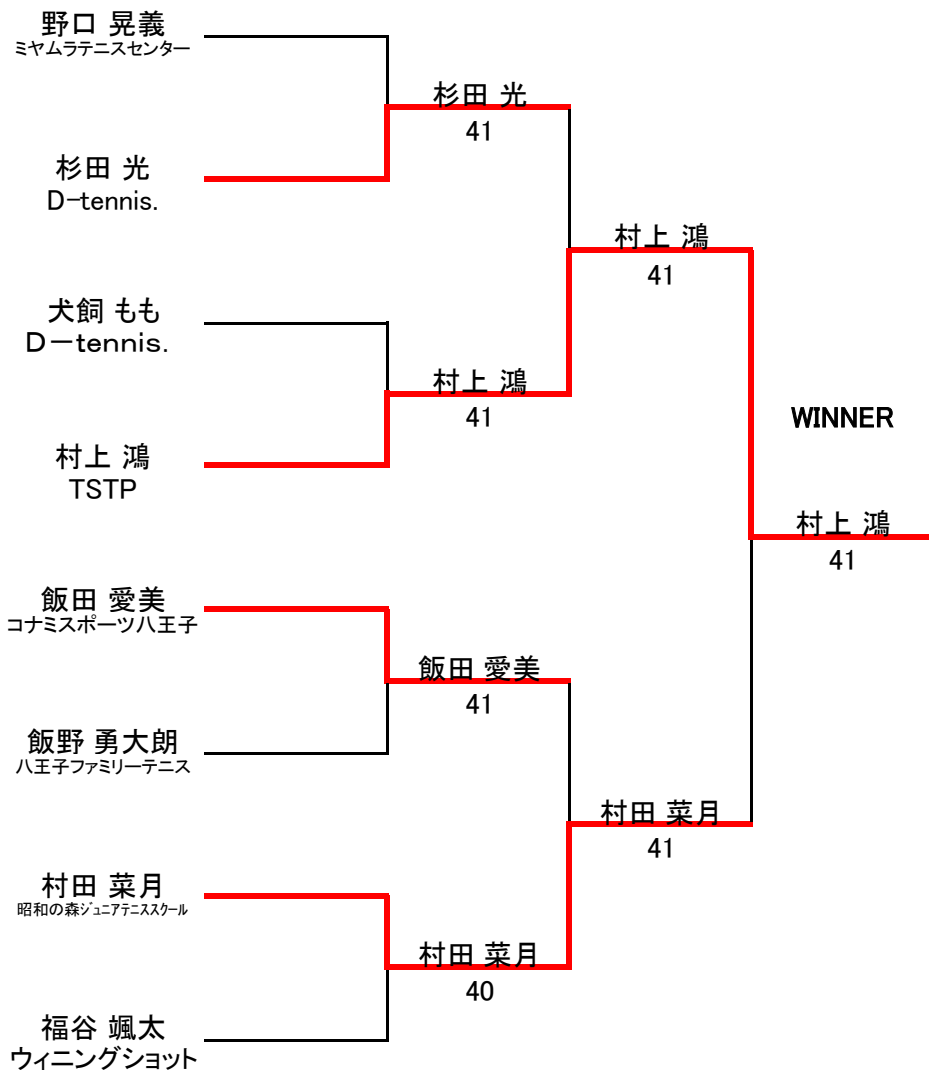 野口 晃義
ミヤムラテニスセンター
杉田 光
41
杉田 光
D-tennis.
村上 鴻
41
犬飼 もも
D－tennis.
村上 鴻
41
WINNER
村上 鴻
TSTP
村上 鴻
41
飯田 愛美
コナミスポーツ八王子
飯田 愛美
41
飯野 勇大朗
八王子ファミリーテニス
村田 菜月
41
村田 菜月
昭和の森ジュニアテニススクール
村田 菜月
40
福谷 颯太
ウィニングショット